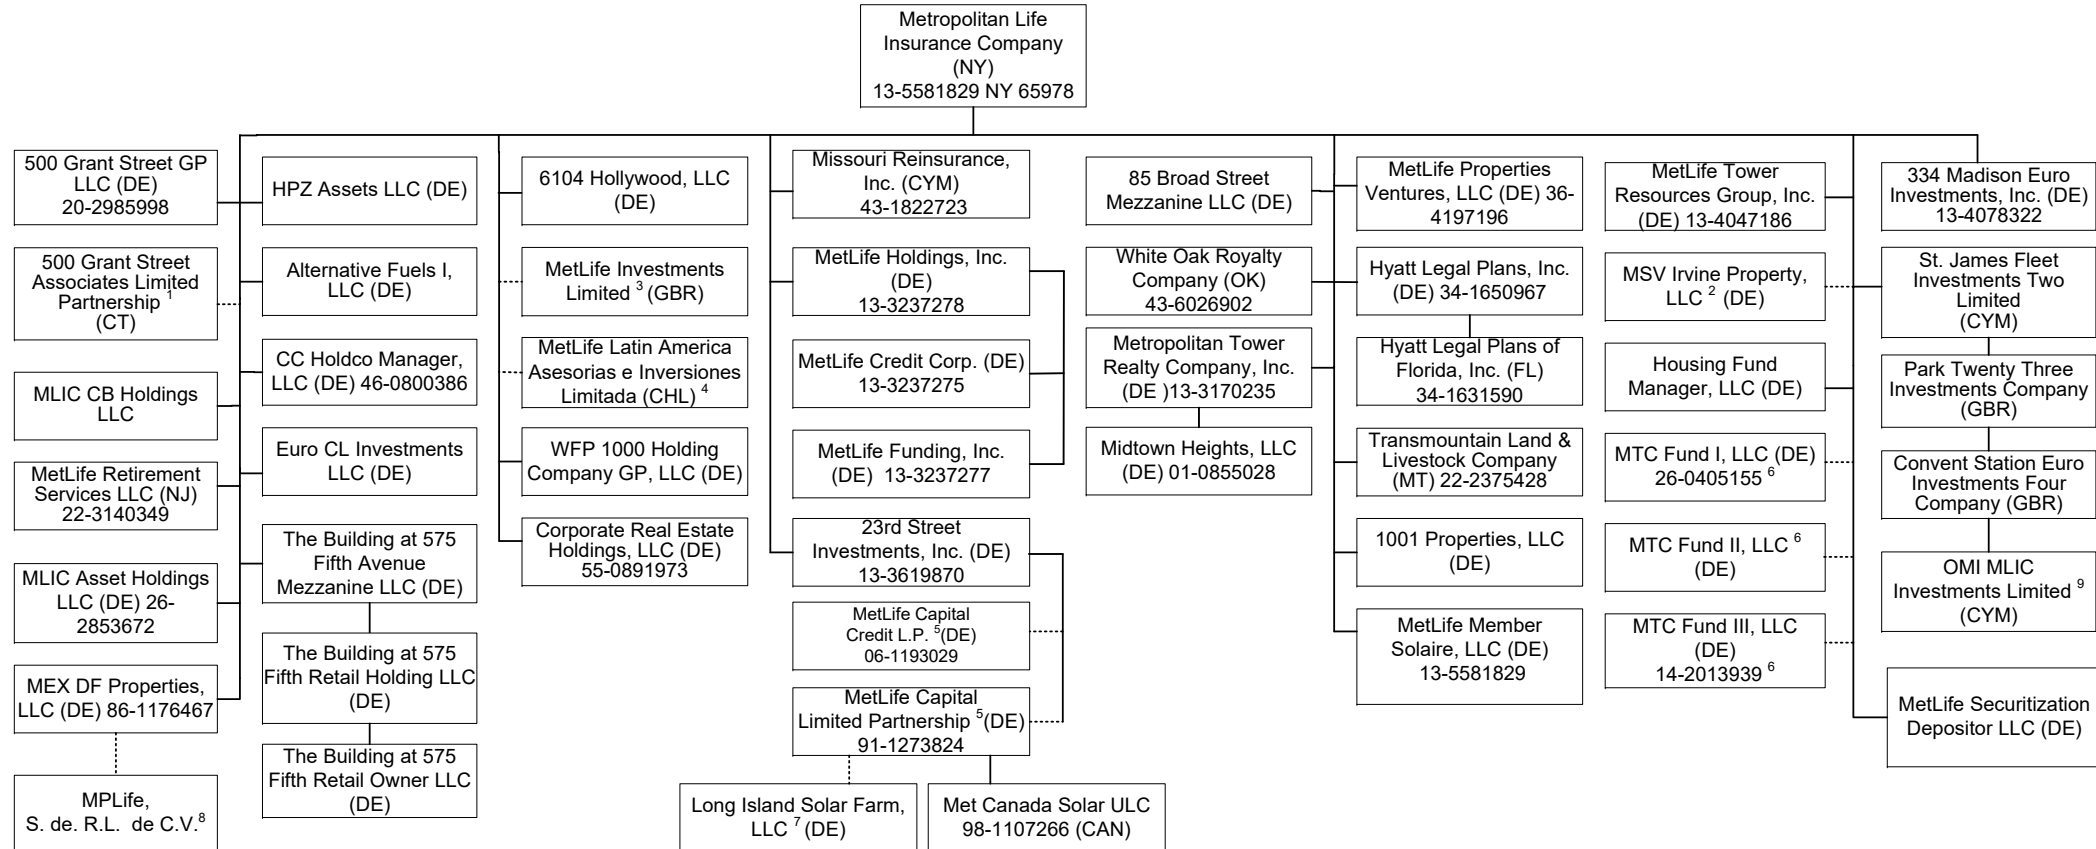 Metropolitan Life
Insurance Company
(NY)
13-5581829 NY 65978
500 Grant Street GP
LLC (DE)
20-2985998
500 Grant Street
Associates Limited
Partnership 1
(CT)
MLIC CB Holdings
LLC
MetLife Retirement
Services LLC (NJ)
22-3140349
MLIC Asset Holdings
LLC (DE) 26-
2853672
MEX DF Properties,
LLC (DE) 86-1176467
MPLife,
S. de. R.L. de C.V.8
HPZ Assets LLC (DE)
Alternative Fuels I,
LLC (DE)
CC Holdco Manager,
LLC (DE) 46-0800386
Euro CL Investments
LLC (DE)
The Building at 575
Fifth Avenue
Mezzanine LLC (DE)
The Building at 575
Fifth Retail Holding LLC
(DE)
The Building at 575
Fifth Retail Owner LLC
(DE)
6104 Hollywood, LLC
(DE)
MetLife Investments
Limited 3 (GBR)
MetLife Latin America
Asesorias e Inversiones
Limitada (CHL) 4
WFP 1000 Holding
Company GP, LLC (DE)
Corporate Real Estate
Holdings, LLC (DE)
55-0891973
Missouri Reinsurance,
Inc. (CYM)
43-1822723
MetLife Holdings, Inc.
(DE)
13-3237278
MetLife Credit Corp. (DE)
13-3237275
MetLife Funding, Inc.
(DE) 13-3237277
23rd Street
Investments, Inc. (DE)
13-3619870
MetLife Capital
Credit L.P. 5(DE)
06-1193029
MetLife Capital
Limited Partnership 5(DE)
91-1273824
Long Island Solar Farm,
LLC 7 (DE)
Met Canada Solar ULC
98-1107266 (CAN)
85 Broad Street
Mezzanine LLC (DE)
White Oak Royalty
Company (OK)
43-6026902
Metropolitan Tower
Realty Company, Inc.
(DE )13-3170235
Midtown Heights, LLC
(DE) 01-0855028
MetLife Properties
Ventures, LLC (DE) 36-
4197196
Hyatt Legal Plans, Inc.
(DE) 34-1650967
Hyatt Legal Plans of
Florida, Inc. (FL)
34-1631590
Transmountain Land &
Livestock Company
(MT) 22-2375428
1001 Properties, LLC
(DE)
MetLife Member
Solaire, LLC (DE)
13-5581829
MetLife Tower
Resources Group, Inc.
(DE) 13-4047186
MSV Irvine Property,
LLC 2 (DE)
Housing Fund
Manager, LLC (DE)
MTC Fund I, LLC (DE)
26-0405155 6
MTC Fund II, LLC 6
(DE)
MTC Fund III, LLC
(DE)
14-2013939 6
334 Madison Euro
Investments, Inc. (DE)
13-4078322
St. James Fleet
Investments Two
Limited
(CYM)
Park Twenty Three
Investments Company
(GBR)
Convent Station Euro
Investments Four
Company (GBR)
OMI MLIC
Investments Limited 9
(CYM)
MetLife Securitization
Depositor LLC (DE)